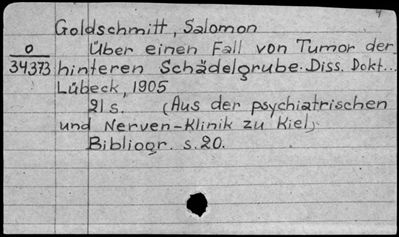 4
Goldschmitt, Salomon
0 Über einen Fall von Tumor der
34373 hinteren Schädelgrube. Diss. Dokt...
Lübeck, 1905
21 s. (Aus der psychiatrischen
und Nerven-Klinik zu Kiel)
Bibliogr. s. 20.